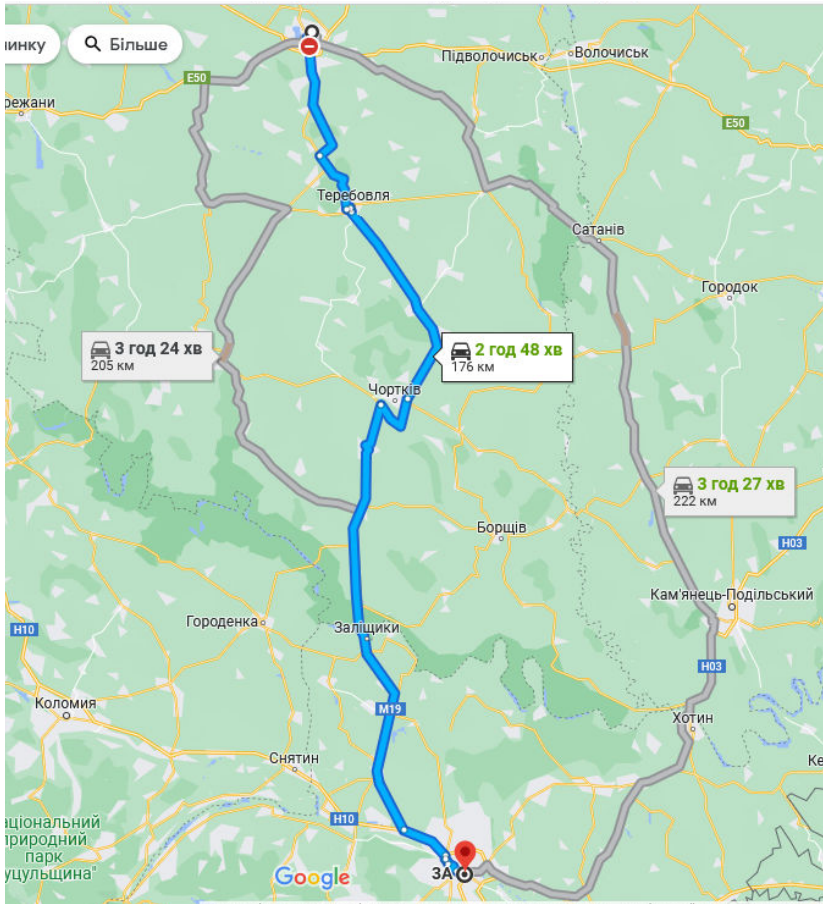 инку
Більше
Підволочиськ
Волочиськ
E50
режани
E50
Теребовля
Сатанів
Городок
3 год 24 хв
205 км
2 год 48 хв
176 км
Чортків
3 год 27 хв
222 км
Борщів
H03
Кам'янець-Подільський
Городенка
H10
Заліщики
H03
Коломия
M19
Хотин
Снятин
Ке
H10
аціональний
природний
парк
уцульщина"
Google
ЗА